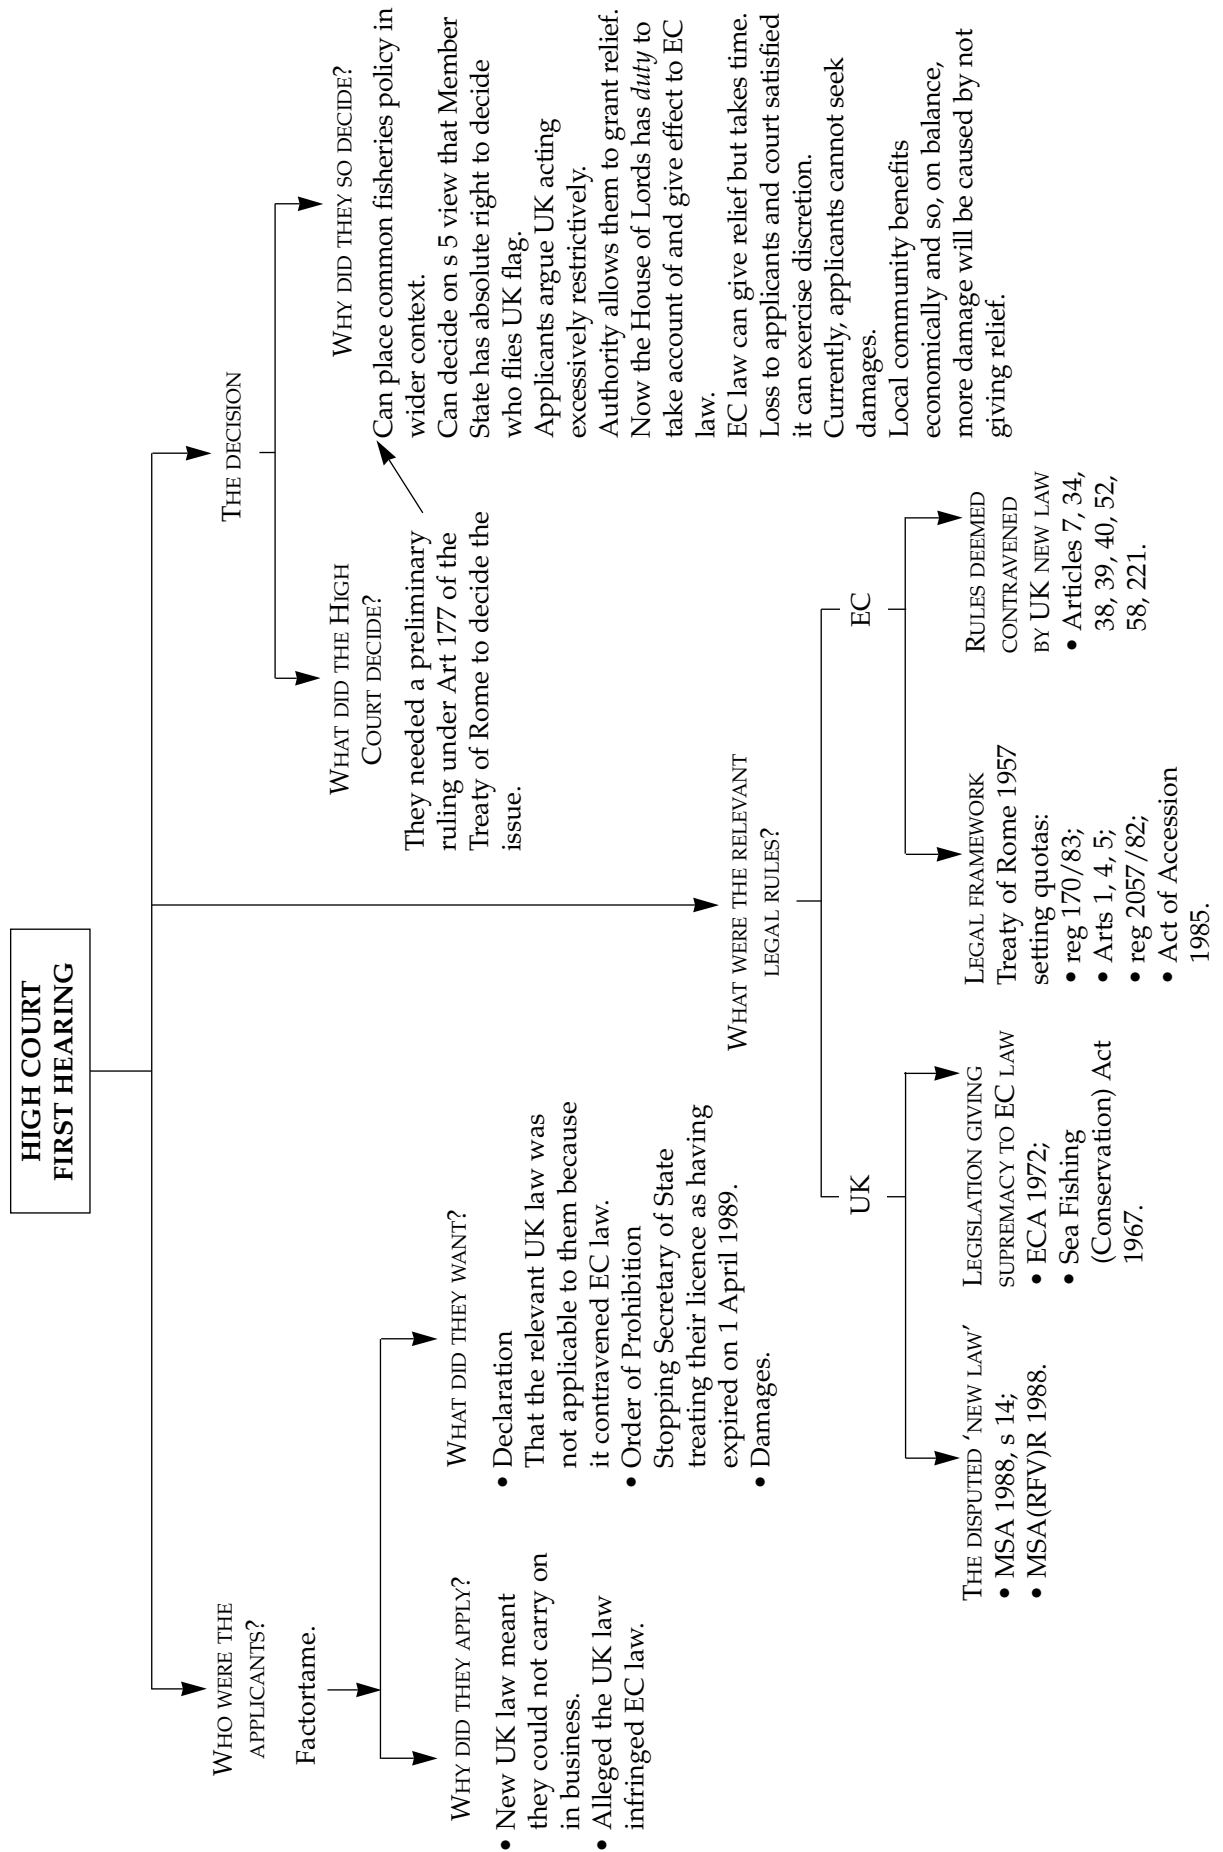 HIGH COURT
FIRST HEARING
WHO WERE THE
APPLICANTS?
Factortame.
WHY DID THEY APPLY?
• New UK law meant
they could not carry on
in business.
• Alleged the UK law
infringed EC law.
WHAT DID THEY WANT?
• Declaration
That the relevant UK law was
not applicable to them because
it contravened EC law.
• Order of Prohibition
Stopping Secretary of State
treating their licence as having
expired on 1 April 1989.
• Damages.
WHAT WERE THE RELEVANT
LEGAL RULES?
UK
THE DISPUTED ‘NEW LAW’
• MSA 1988, s 14;
• MSA(RFV)R 1988.
LEGISLATION GIVING
SUPREMACY TO EC LAW
• ECA 1972;
• Sea Fishing
(Conservation) Act
1967.
EC
LEGAL FRAMEWORK
Treaty of Rome 1957
setting quotas:
• reg 170/83;
• Arts 1, 4, 5;
• reg 2057/82;
• Act of Accession
1985.
RULES DEEMED
CONTRAVENED
BY UK NEW LAW
• Articles 7, 34,
38, 39, 40, 52,
58, 221.
THE DECISION
WHAT DID THE HIGH
COURT DECIDE?
They needed a preliminary
ruling under Art 177 of the
Treaty of Rome to decide the
issue.
WHY DID THEY SO DECIDE?
Can place common fisheries policy in
wider context.
Can decide on s 5 view that Member
State has absolute right to decide
who flies UK flag.
Applicants argue UK acting
excessively restrictively.
Authority allows them to grant relief.
Now the House of Lords has duty to
take account of and give effect to EC
law.
EC law can give relief but takes time.
Loss to applicants and court satisfied
it can exercise discretion.
Currently, applicants cannot seek
damages.
Local community benefits
economically and so, on balance,
more damage will be caused by not
giving relief.